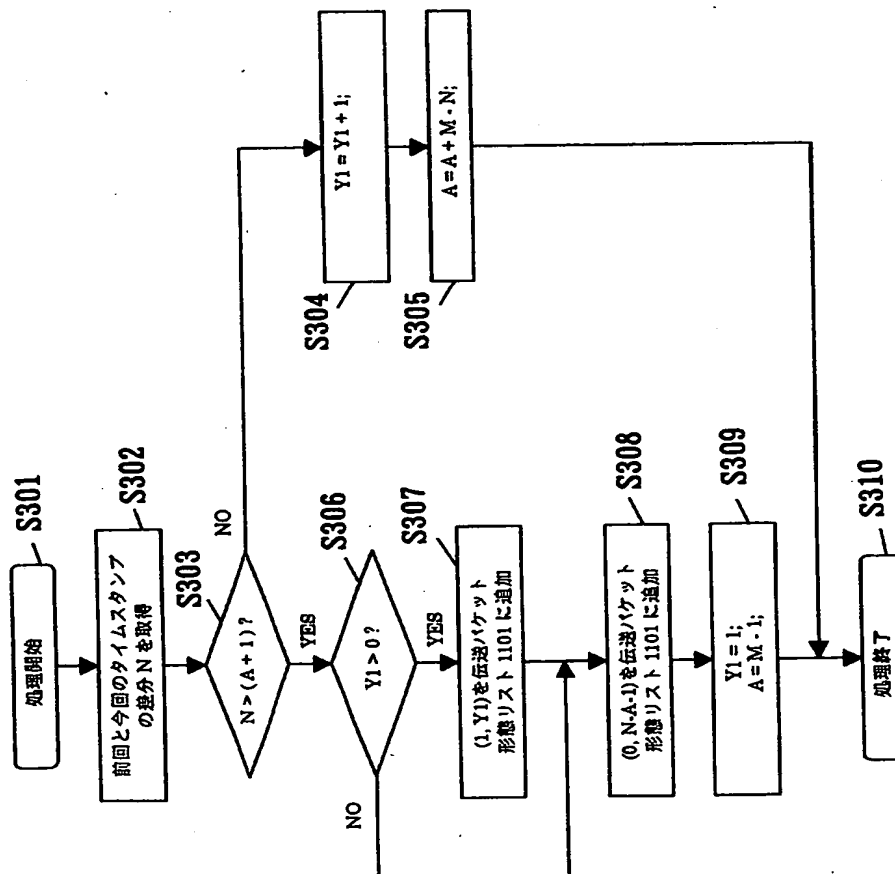 S301
処理開始
S302
前回と今回のタイムスタンプ
の差分 N を取得
S303
N > (A + 1) ?
NO
YES
S304
Y1 = Y1 + 1;
S305
A = A + M - N;
S306
Y1 > 0 ?
NO
YES
S307
(1, Y1)を伝送パケット
形態リスト 1101 に追加
S308
(0, N-A-1)を伝送パケット
形態リスト 1101 に追加
S309
Y1 = 1;
A = M - 1;
S310
処理終了